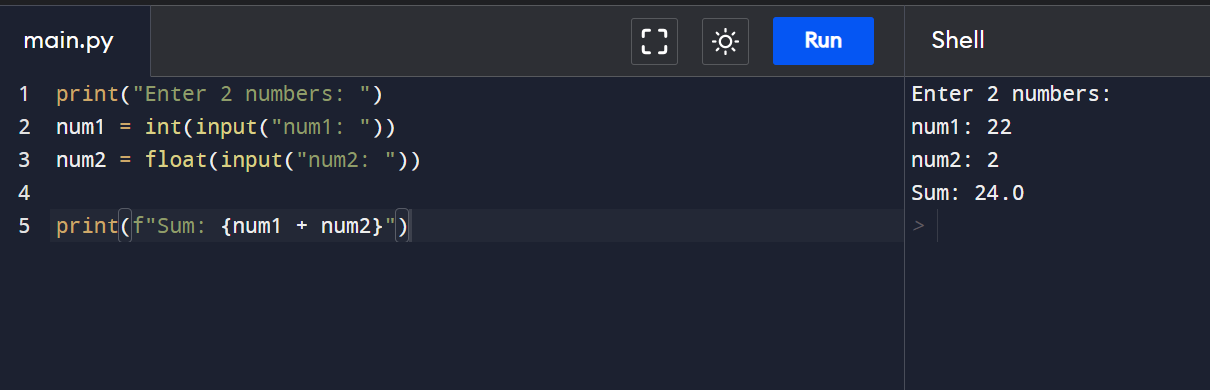 main.py
Run
Shell
1 print("Enter 2 numbers: ")
2 num1 = int(input("num1: "))
3 num2 = float(input("num2: "))
4
5 print(f"Sum: {num1 + num2}")
Enter 2 numbers:
num1: 22
num2: 2
Sum: 24.0
>